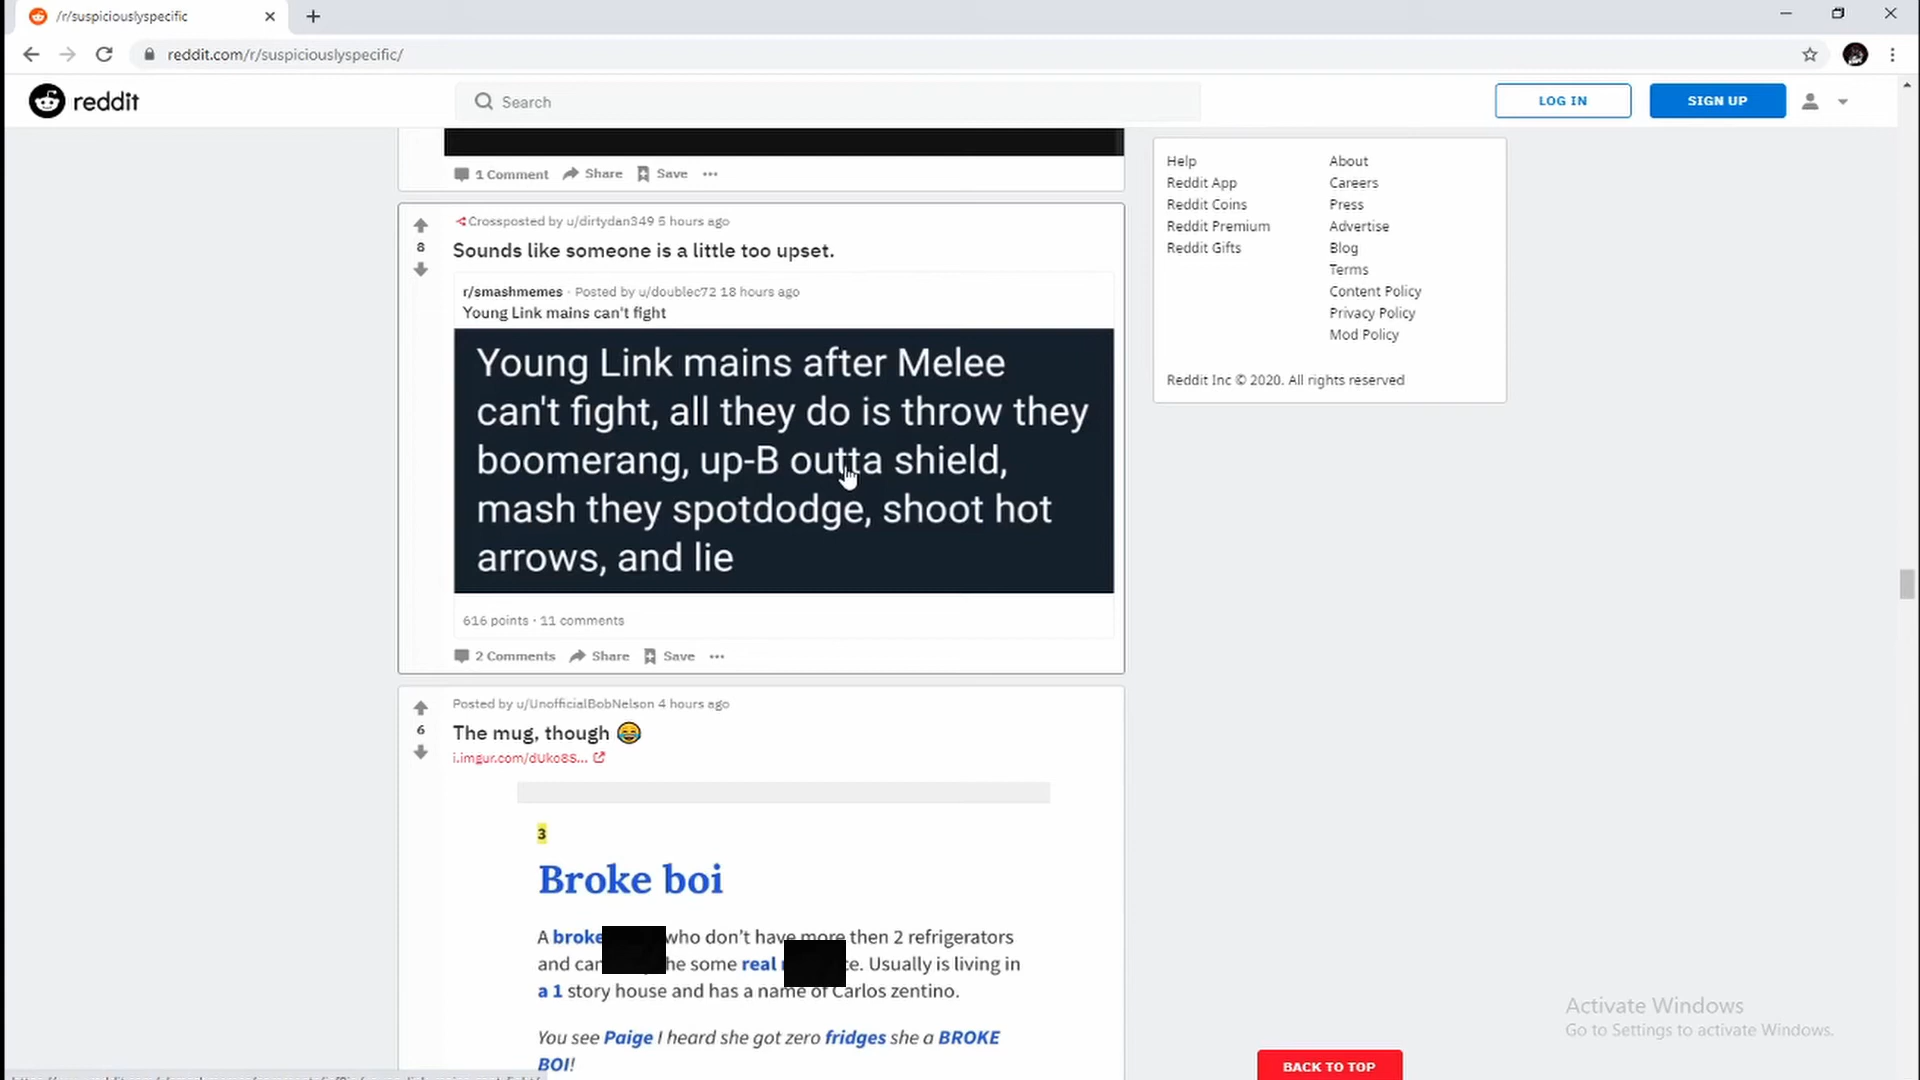 /r/suspiciouslyspecific
reddit.com/r/suspiciouslyspecific/
reddit
Search
LOG IN
SIGN UP
1 Comment Share Save
Crossposted by u/dirtydan349 5 hours ago
8
Sounds like someone is a little too upset.
r/smashmemes · Posted by u/doublec72 18 hours ago
Young Link mains can't fight
Young Link mains after Melee
can't fight, all they do is throw they
boomerang, up-B outta shield,
mash they spotdodge, shoot hot
arrows, and lie
616 points · 11 comments
2 Comments Share Save
Posted by u/UnofficialBobNelson 4 hours ago
6
The mug, though 😂
i.imgur.com/dUko8S...
3
Broke boi
A broke who don't have more then 2 refrigerators
and some real Usually is living in
a 1 story house and has a name of Carlos zentino.
You see Paige I heard she got zero fridges she a BROKE
BOI!
Help
About
Reddit App
Careers
Reddit Coins
Press
Reddit Premium
Advertise
Reddit Gifts
Blog
Terms
Content Policy
Privacy Policy
Mod Policy
Reddit Inc © 2020. All rights reserved
Activate Windows
Go to Settings to activate Windows.
BACK TO TOP